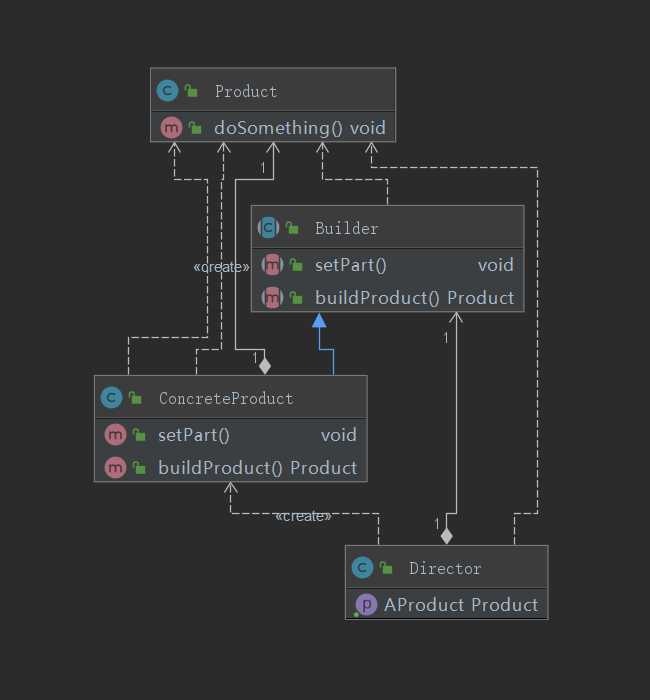 Product
doSomething() void
1
Builder
setPart() void
buildProduct() Product
«create»
1
1
ConcreteProduct
setPart() void
buildProduct() Product
«create»
1
Director
AProduct Product